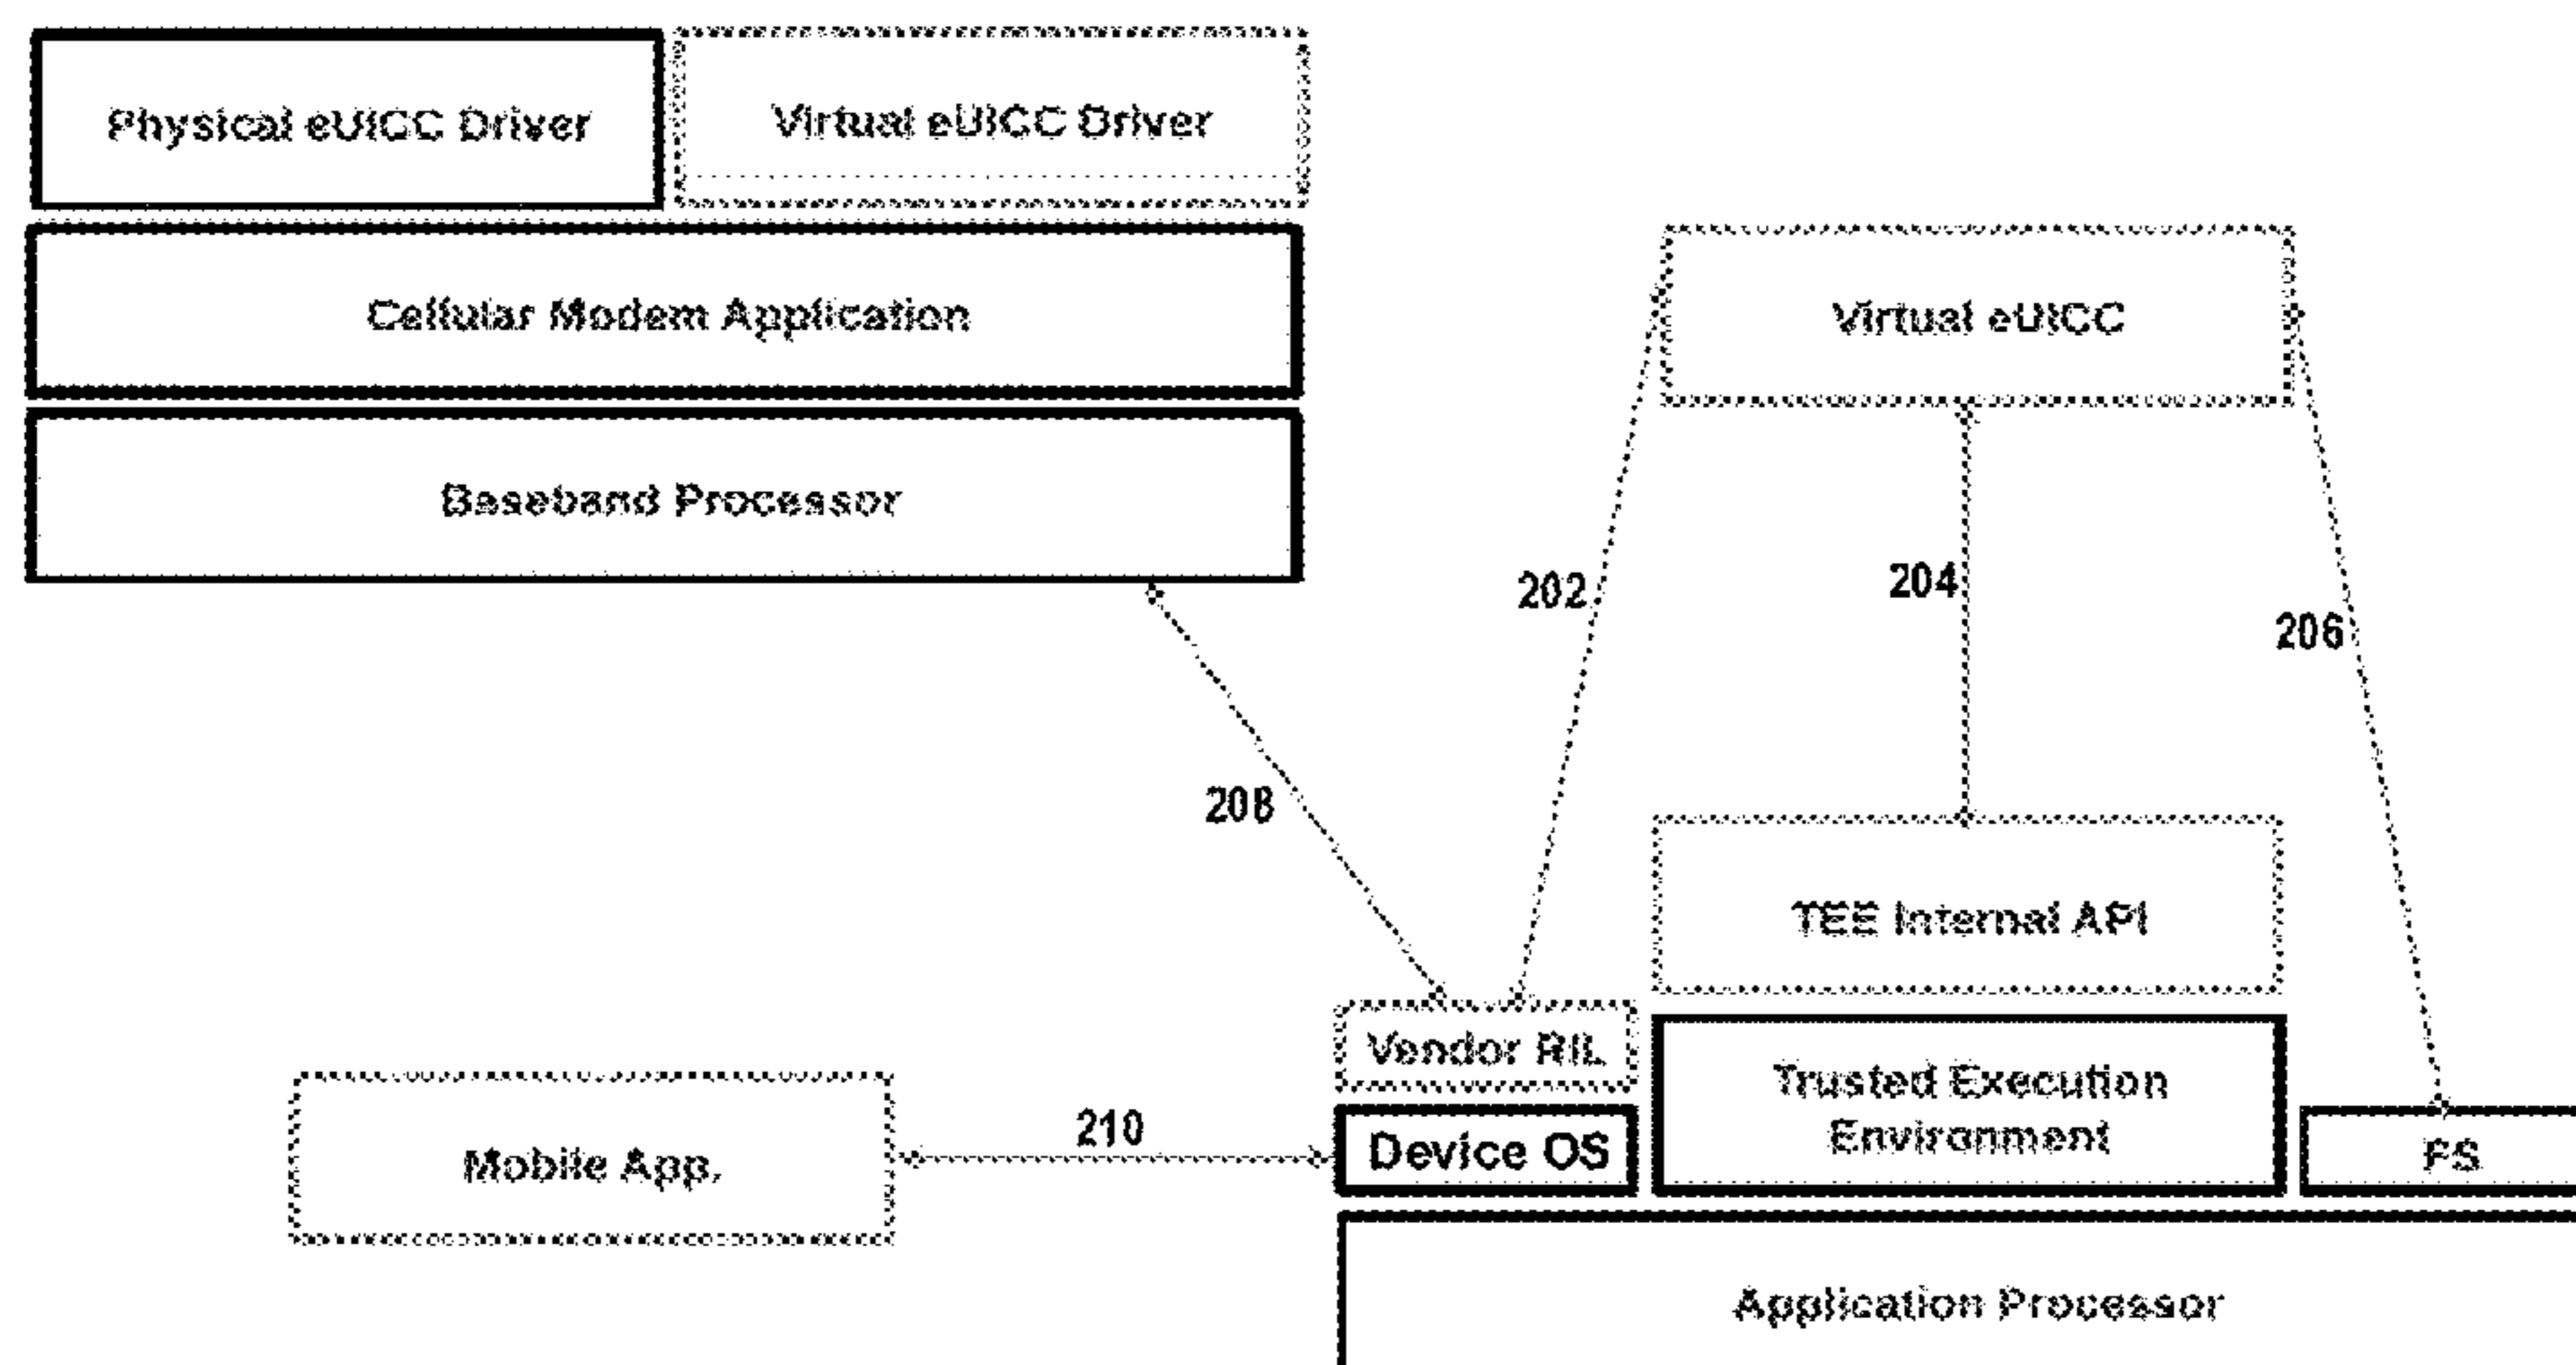 Physical eUICC Driver
Virtual eUICC Driver
Cellular Modem Application
Virtual eUICC
Baseband Processor
202
204
206
208
TEE Internal API
Vendor RIL
Trusted Execution
Environment
210
Device OS
FS
Mobile App.
Application Processor